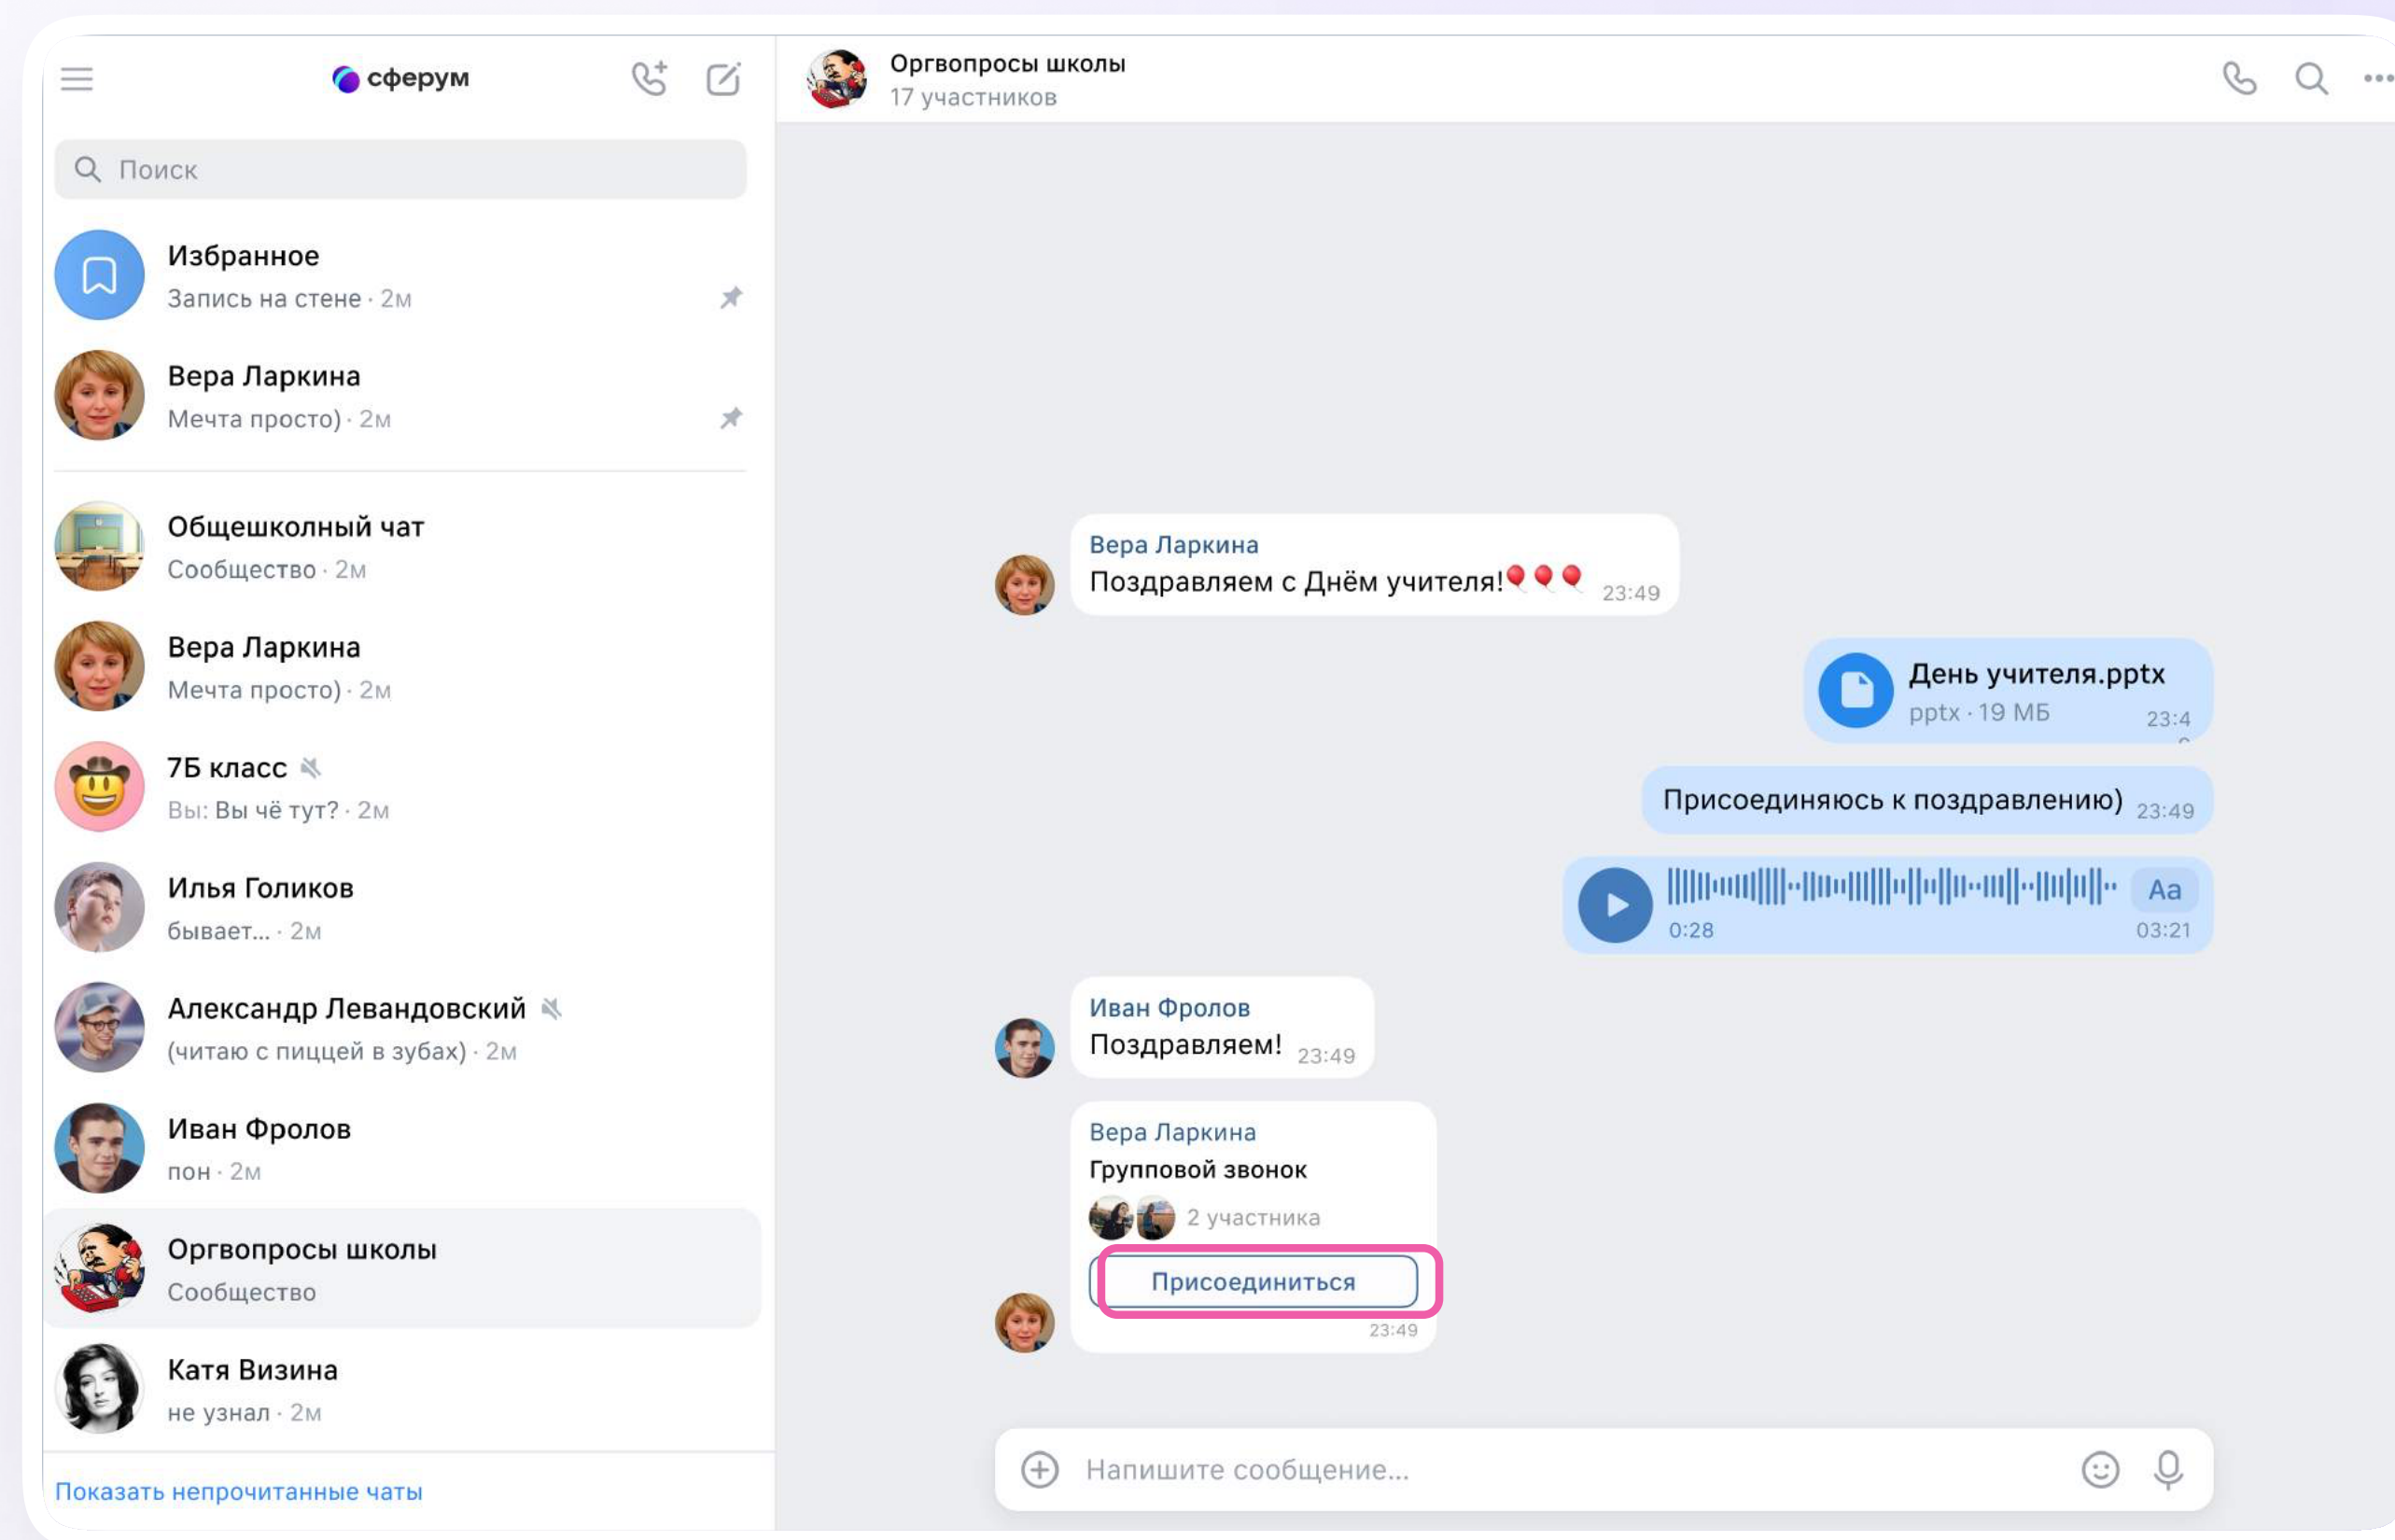 сферум
Поиск
Избранное
Запись на стене · 2м
Вера Ларкина
Мечта просто) · 2м
Общешколный чат
Сообщество · 2м
Вера Ларкина
Мечта просто) · 2м
7Б класс
Вы: Вы чё тут? · 2м
Илья Голиков
бывает... · 2м
Александр Левандовский
(читаю с пиццей в зубах) · 2м
Иван Фролов
пон · 2м
Оргвопросы школы
Сообщество
Катя Визина
не узнал · 2м
Показать непрочитанные чаты
Оргвопросы школы
17 участников
Вера Ларкина
Поздравляем с Днём учителя!🎈🎈🎈 23:49
День учителя.pptx
pptx · 19 МБ 23:4
Присоединяюсь к поздравлению) 23:49
Аа
0:28 03:21
Иван Фролов
Поздравляем! 23:49
Вера Ларкина
Групповой звонок
2 участника
Присоединиться
23:49
Напишите сообщение...